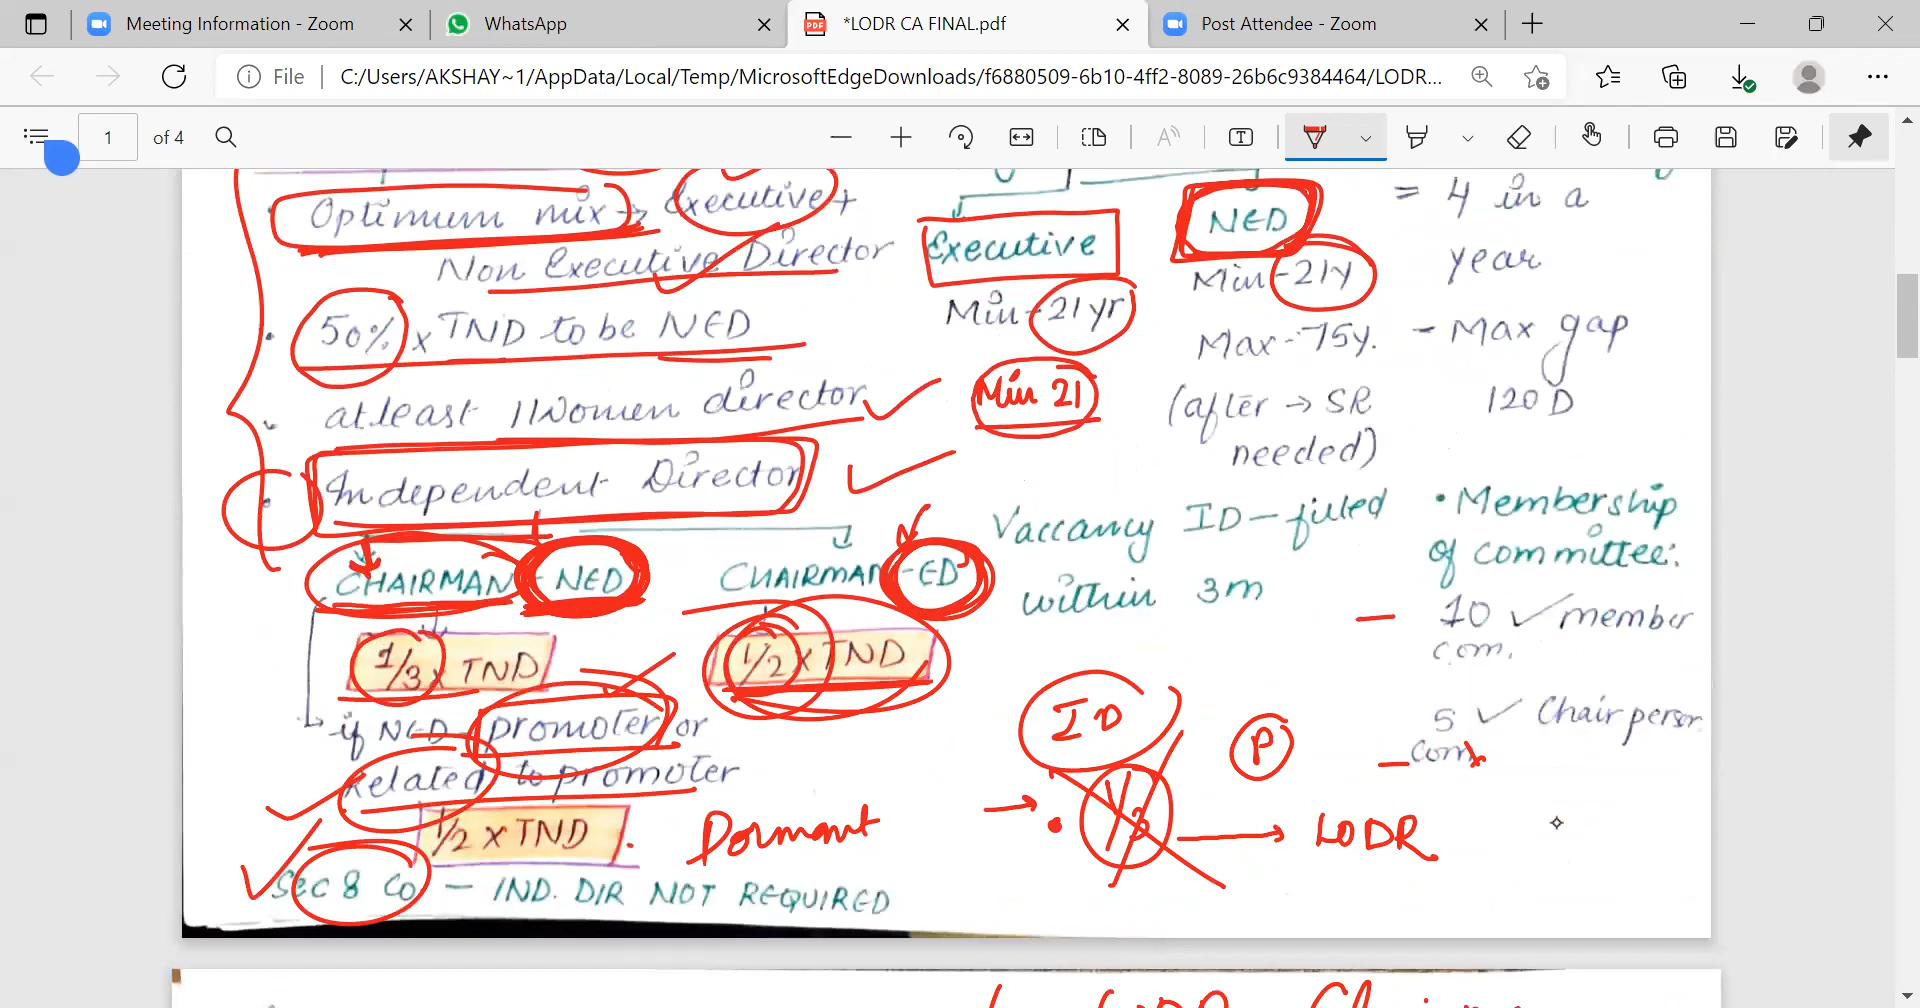 Meeting Information - Zoom
WhatsApp
*LODR CA FINAL.pdf
Post Attendee - Zoom
File
C:/Users/AKSHAY~1/AppData/Local/Temp/MicrosoftEdgeDownloads/f6880509-6b10-4ff2-8089-26b6c9384464/LODR...
1 of 4
Optimum mix → Executive +
Non Executive Director
50% x TND to be NED
atleast 1 Women director
Independent Director
CHAIRMAN - NED
CHAIRMAN - ED
1/3 x TND
1/2 x TND
if NED promoter or
Related to promoter
1/2 x TND
Dormant
Sec 8 Co - IND. DIR NOT REQUIRED
Executive
Min - 21 yr
Min 21
NED
Min - 21y
Max - 75y.
(after → SR
needed)
Vaccancy ID - filled
within 3m
= 4 in a
year
- Max gap
120 D
• Membership
of committee:
10 ✓ member
com.
5 ✓ Chairperson
com
ID
P
1/3 → LODR